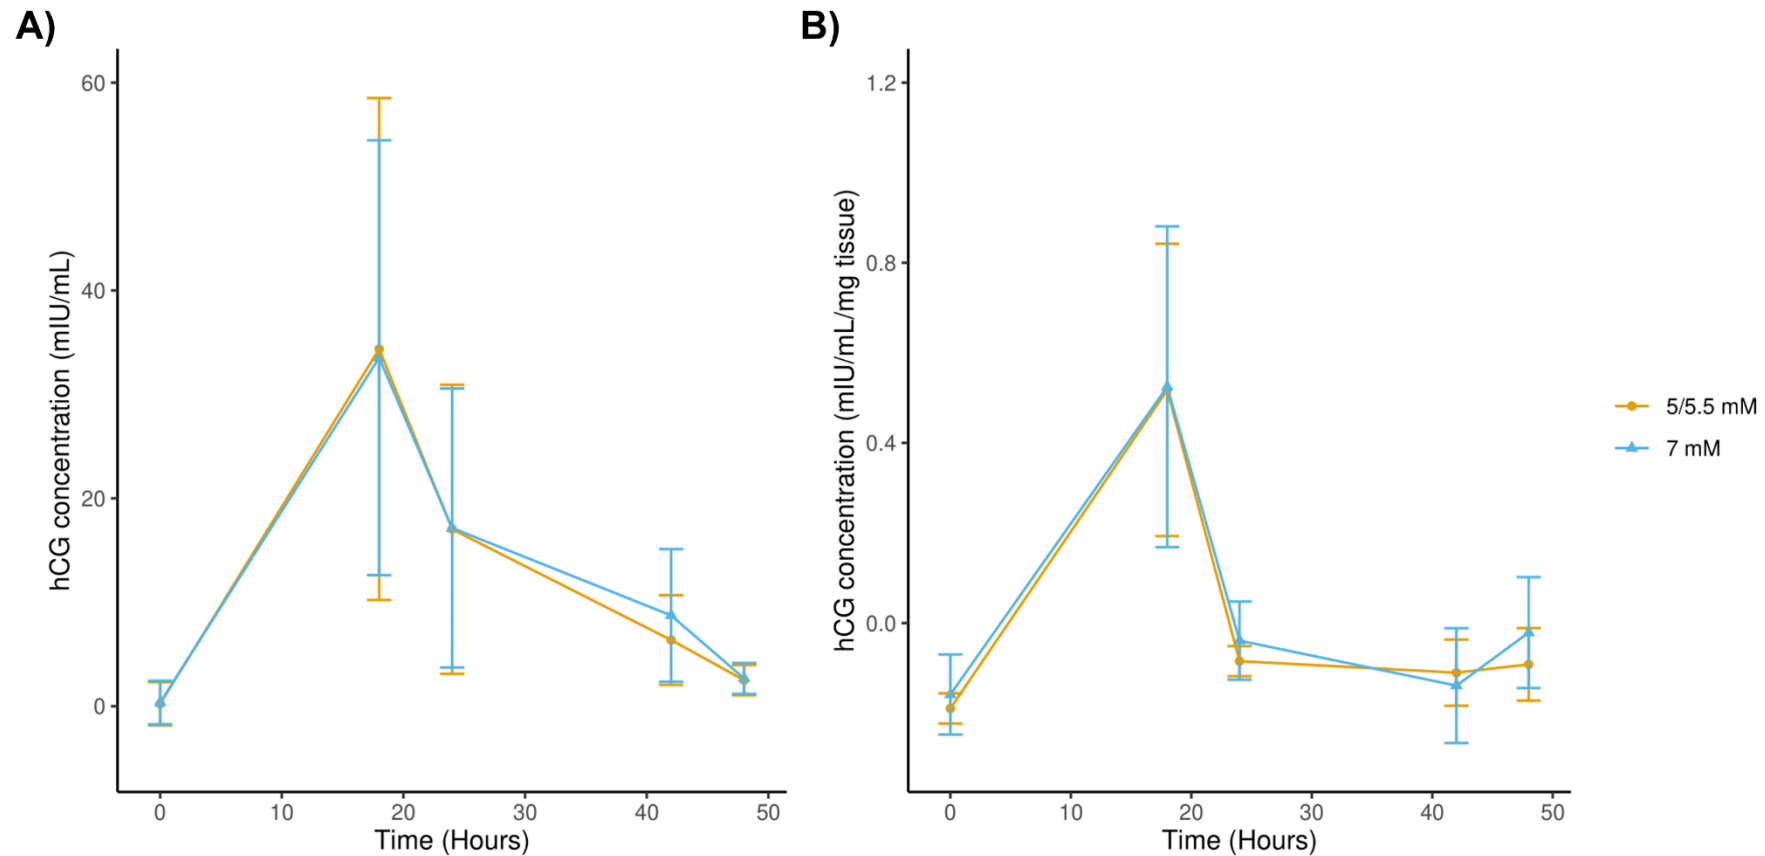 A)
hCG concentration (mIU/mL)
60
40
20
0
0 10 20 30 40 50
Time (Hours)
B)
hCG concentration (mIU/mL/mg tissue)
1.2
0.8
0.4
0.0
0 10 20 30 40 50
Time (Hours)
5/5.5 mM
7 mM